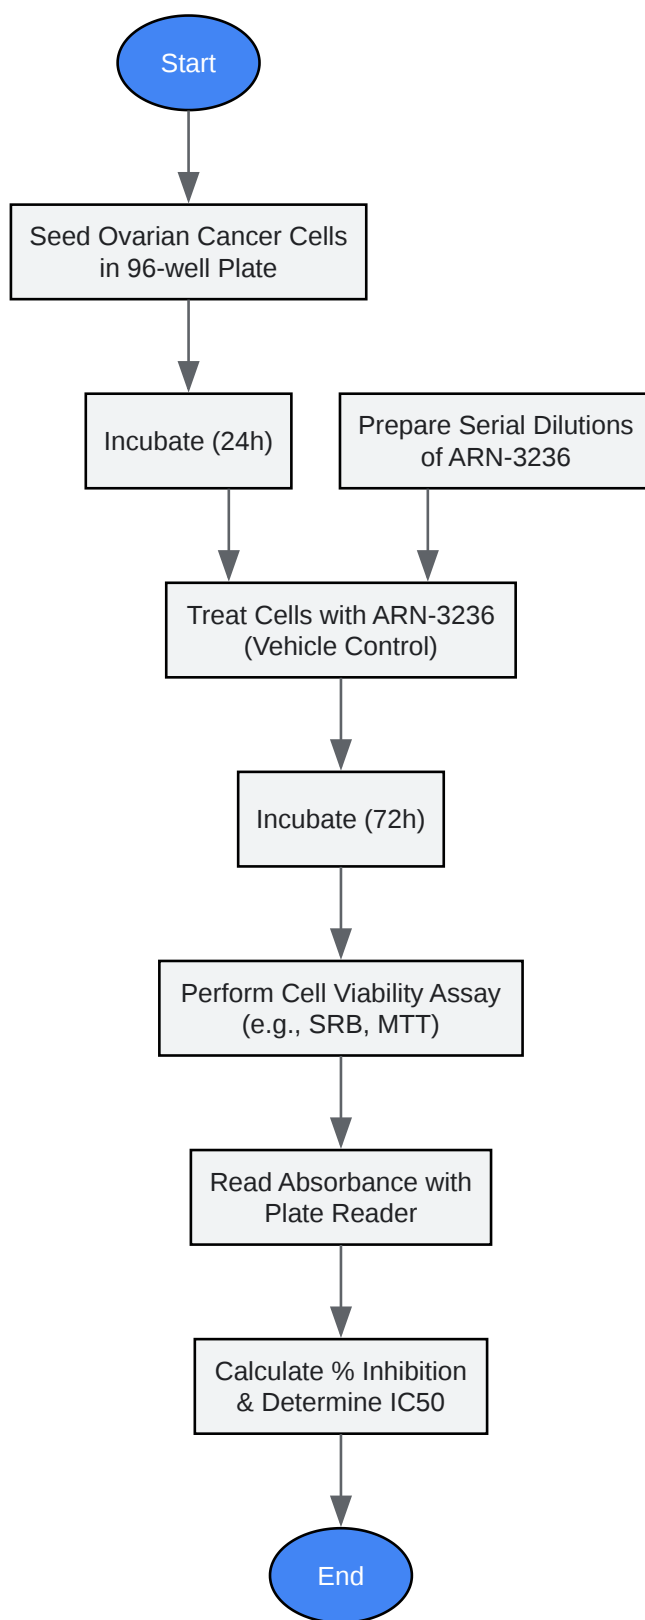 Start
Seed Ovarian Cancer Cells
in 96-well Plate
Incubate (24h)
Prepare Serial Dilutions
of ARN-3236
Treat Cells with ARN-3236
(Vehicle Control)
Incubate (72h)
Perform Cell Viability Assay
(e.g., SRB, MTT)
Read Absorbance with
Plate Reader
Calculate % Inhibition
& Determine IC50
End